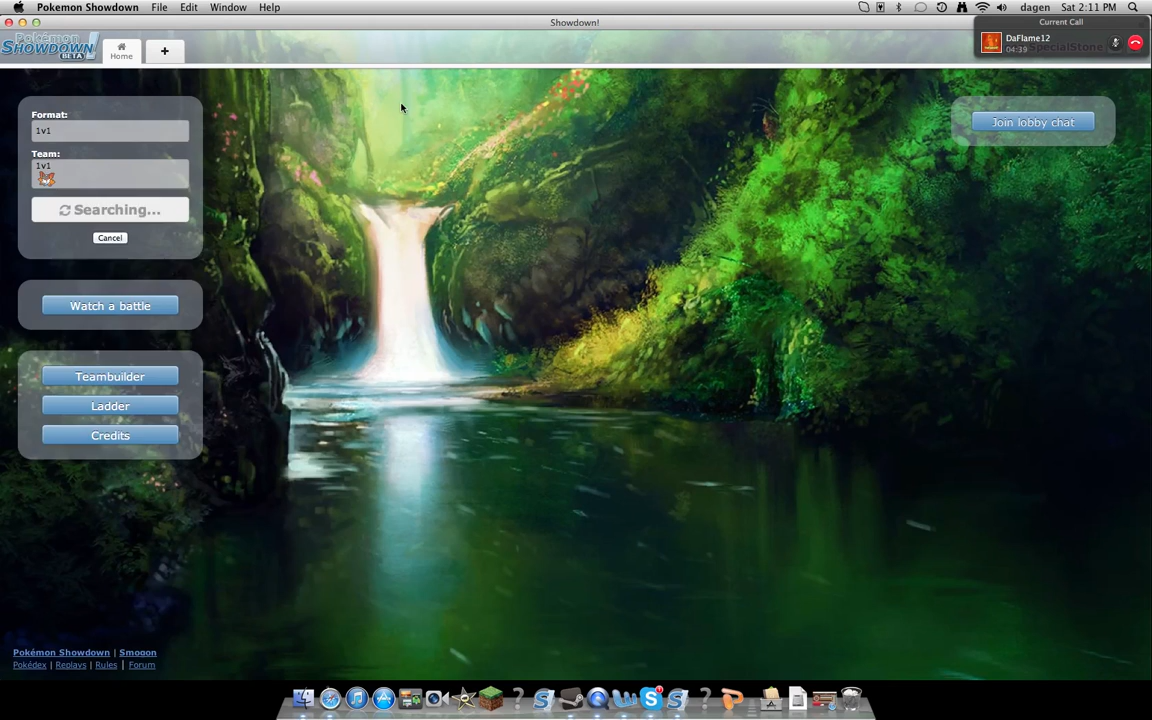 Pokemon Showdown File Edit View Window Help dagen Sat 2:11 PM
Showdown!
Current Call
DaFlame12
04:39
SpecialStone
Pokémon
SHOWDOWN!
BETA
Home
+
Format:
1v1
Team:
1v1
Searching...
Cancel
Join lobby chat
Watch a battle
Teambuilder
Ladder
Credits
Pokémon Showdown | Smogon
Pokédex | Replays | Rules | Forum